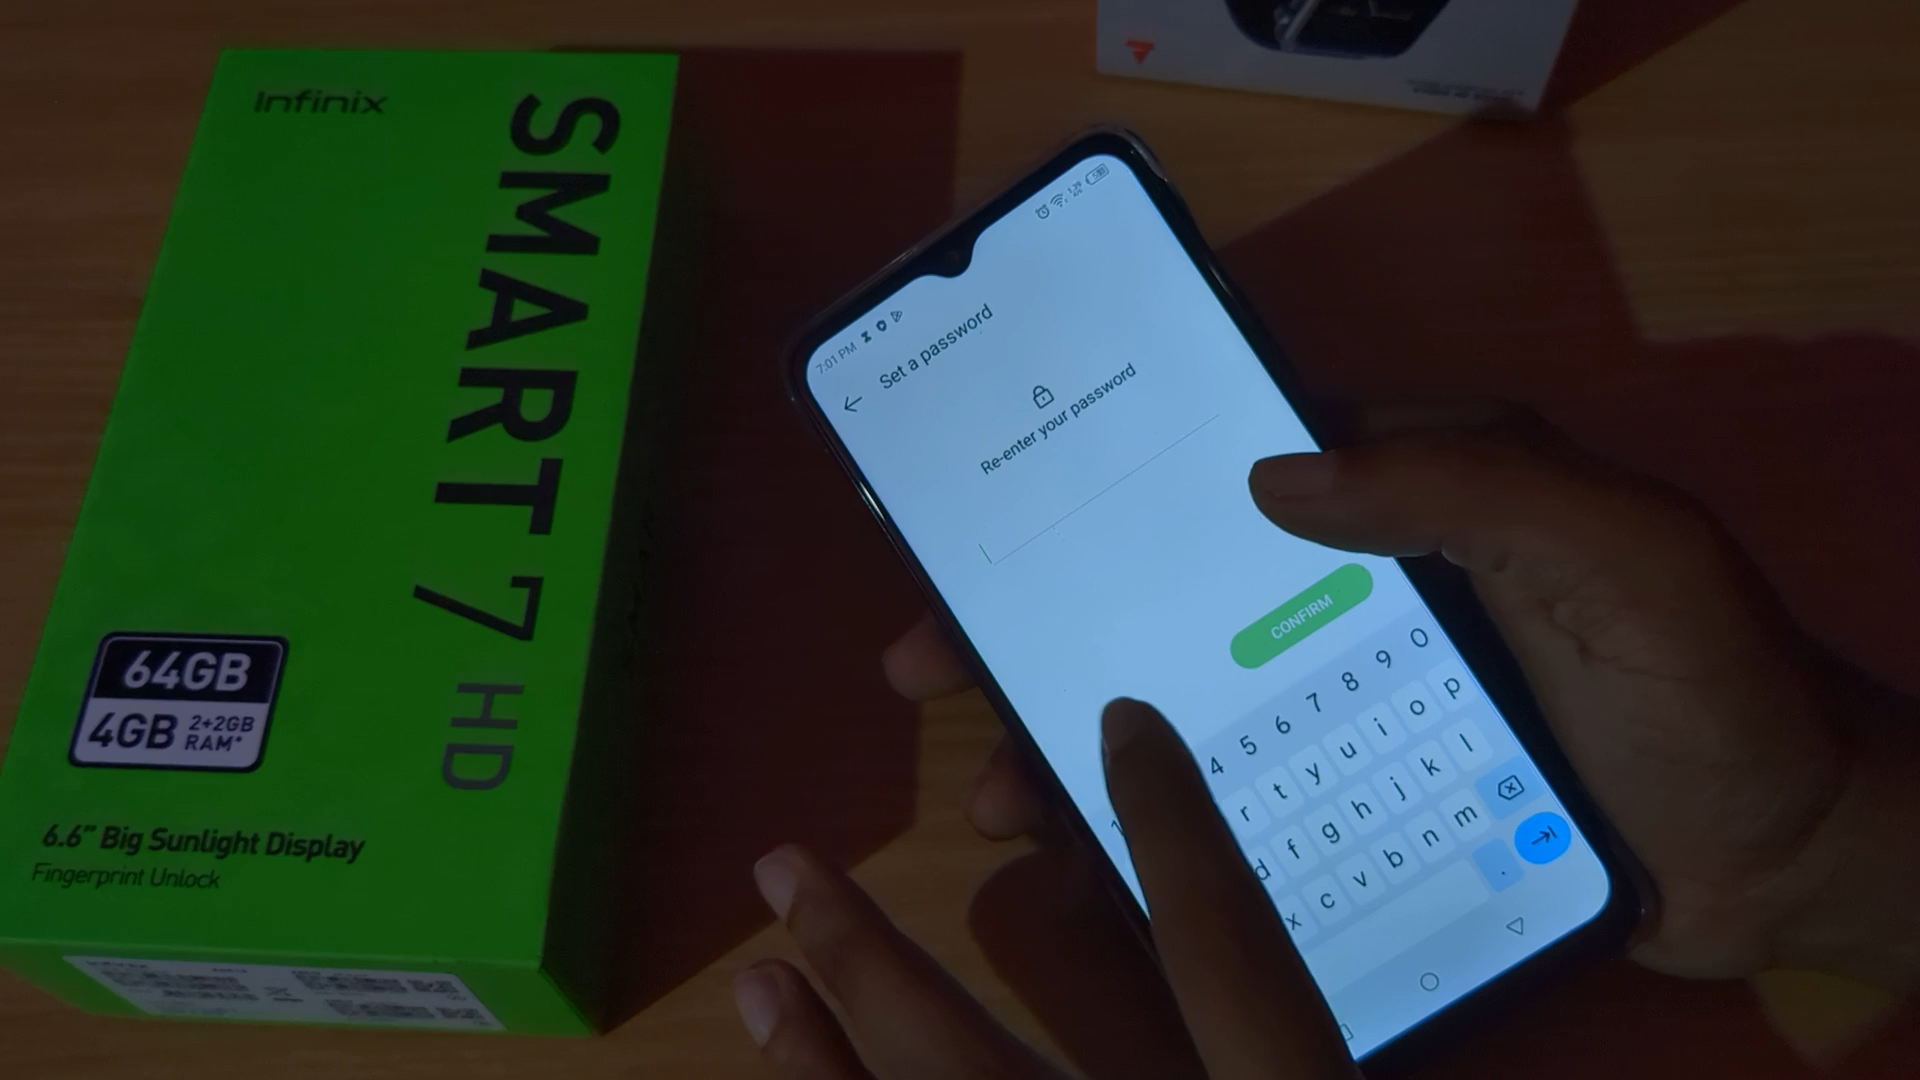 Infinix
SMART 7 HD
64GB
4GB 2+2GB
RAM*
6.6" Big Sunlight Display
Fingerprint Unlock
7:01 PM
Set a password
Re-enter your password
CONFIRM
4 5 6 7 8 9 0
r t y u i o p
d f g h j k l
x c v b n m
.